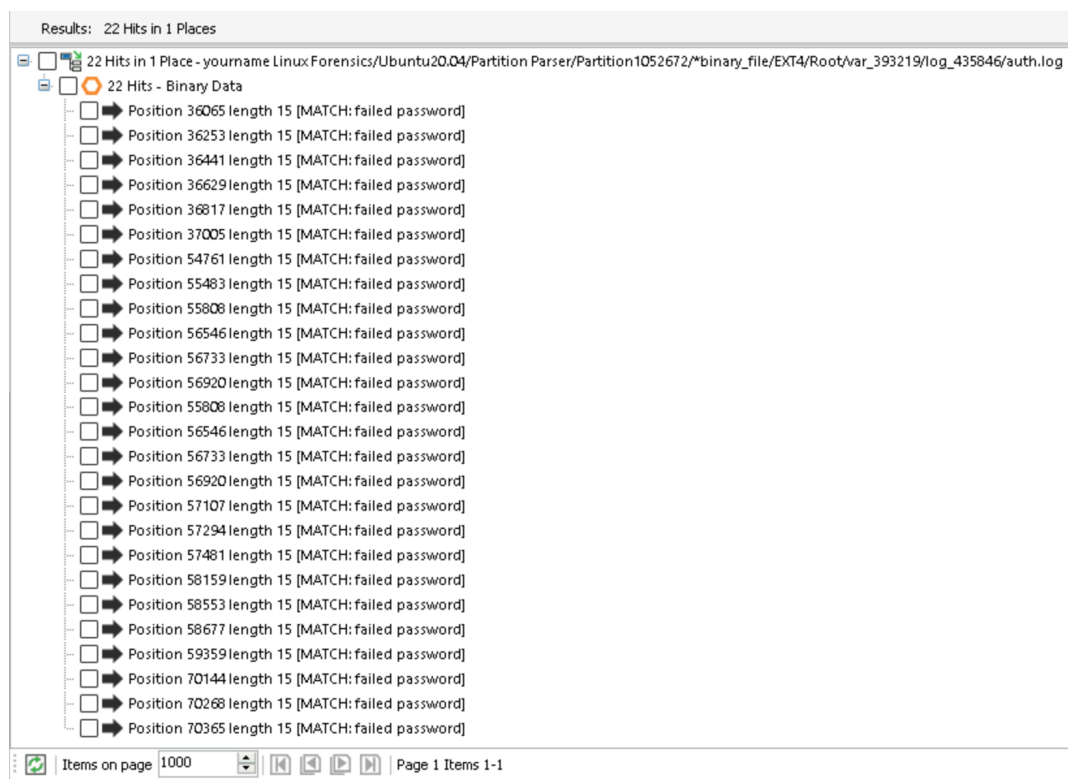 Results: 22 Hits in 1 Places
22 Hits in 1 Place - yourname Linux Forensics/Ubuntu20.04/Partition Parser/Partition1052672/*binary_file/EXT4/Root/var_393219/log_435846/auth.log
22 Hits - Binary Data
Position 36065 length 15 [MATCH: failed password]
Position 36253 length 15 [MATCH: failed password]
Position 36441 length 15 [MATCH: failed password]
Position 36629 length 15 [MATCH: failed password]
Position 36817 length 15 [MATCH: failed password]
Position 37005 length 15 [MATCH: failed password]
Position 54761 length 15 [MATCH: failed password]
Position 55483 length 15 [MATCH: failed password]
Position 55808 length 15 [MATCH: failed password]
Position 56546 length 15 [MATCH: failed password]
Position 56733 length 15 [MATCH: failed password]
Position 56920 length 15 [MATCH: failed password]
Position 55808 length 15 [MATCH: failed password]
Position 56546 length 15 [MATCH: failed password]
Position 56733 length 15 [MATCH: failed password]
Position 56920 length 15 [MATCH: failed password]
Position 57107 length 15 [MATCH: failed password]
Position 57294 length 15 [MATCH: failed password]
Position 57481 length 15 [MATCH: failed password]
Position 58159 length 15 [MATCH: failed password]
Position 58553 length 15 [MATCH: failed password]
Position 58677 length 15 [MATCH: failed password]
Position 59359 length 15 [MATCH: failed password]
Position 70144 length 15 [MATCH: failed password]
Position 70268 length 15 [MATCH: failed password]
Position 70365 length 15 [MATCH: failed password]
Items on page 1000 Page 1 Items 1-1